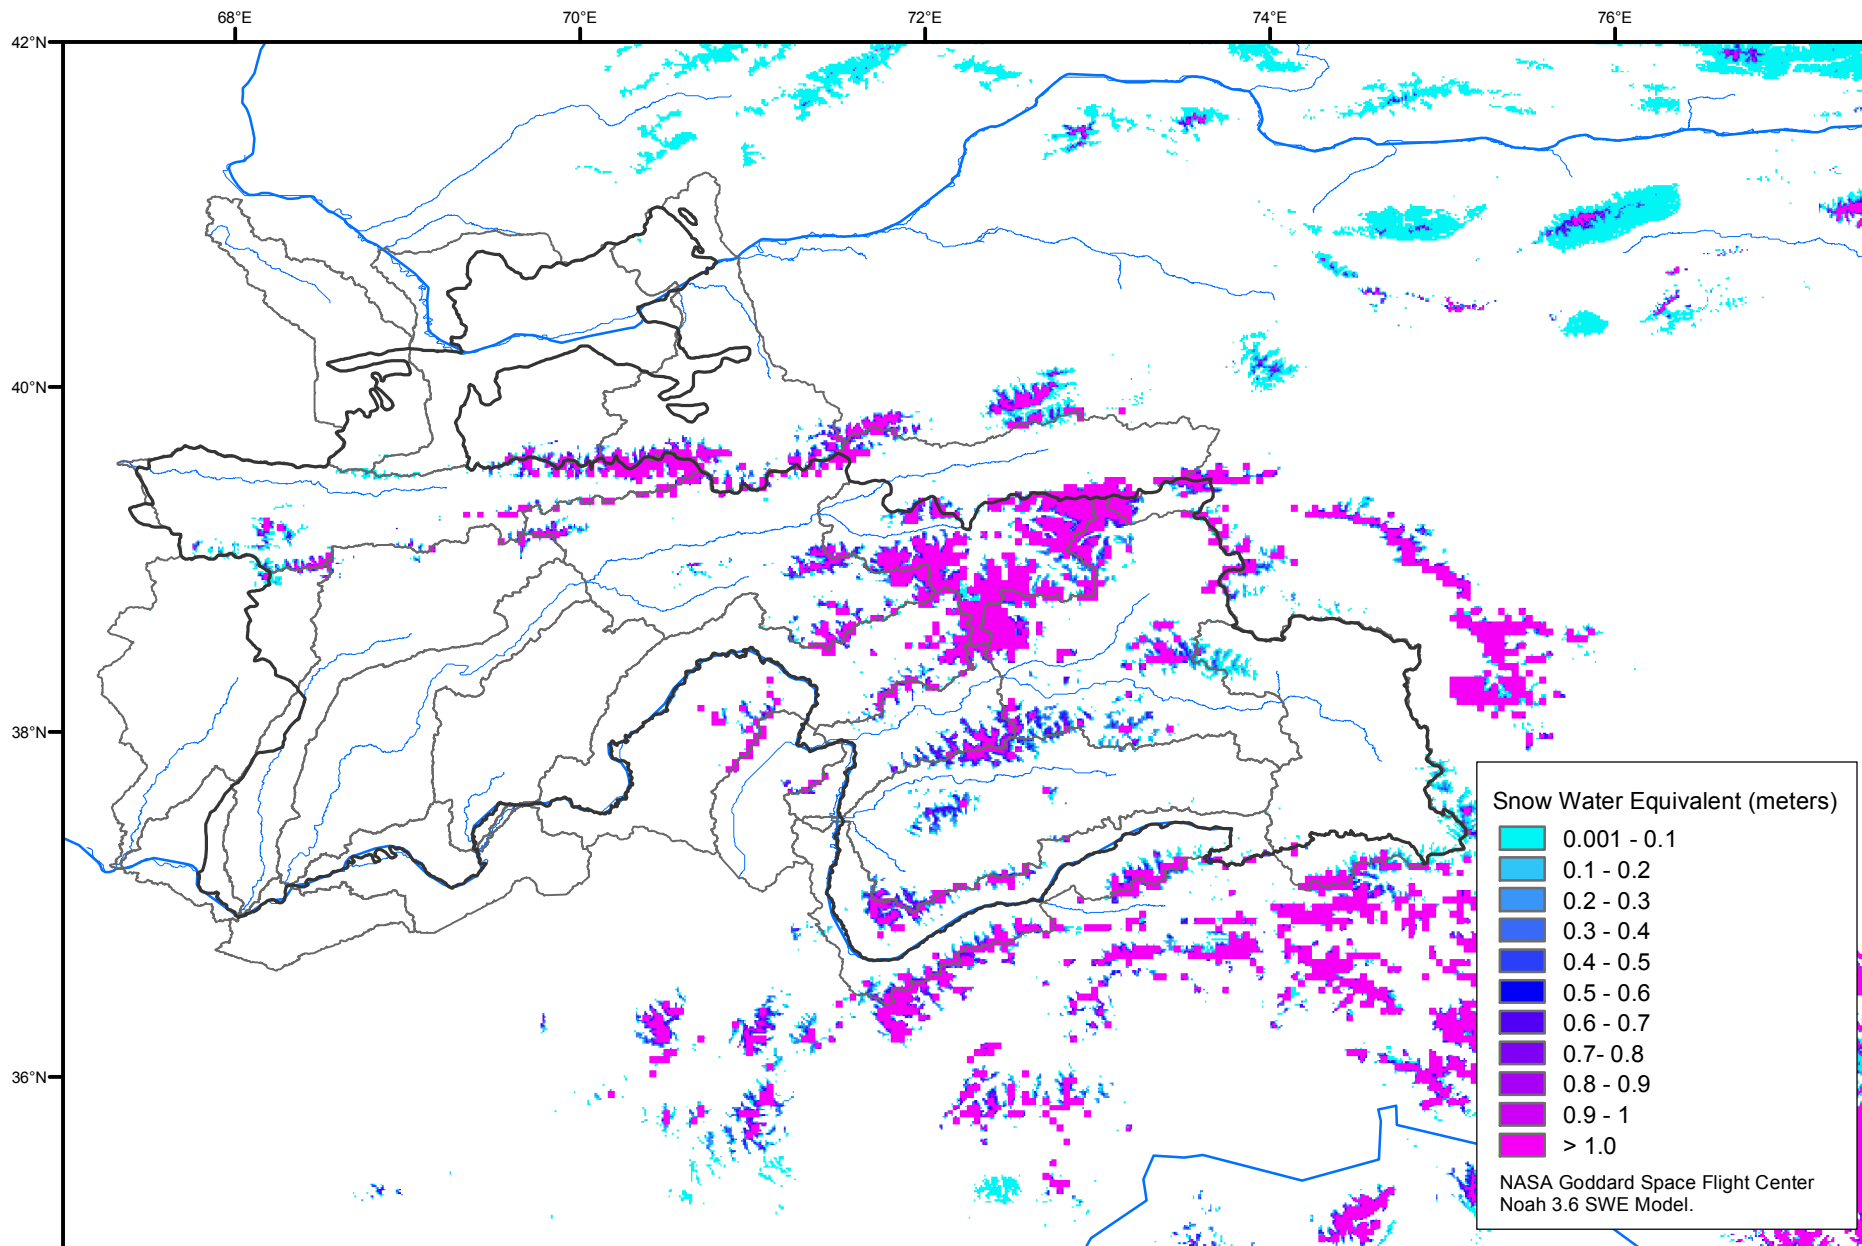 68°E 70°E 72°E 74°E 76°E
42°N
40°N
38°N
36°N
Snow Water Equivalent (meters)
0.001 - 0.1
0.1 - 0.2
0.2 - 0.3
0.3 - 0.4
0.4 - 0.5
0.5 - 0.6
0.6 - 0.7
0.7- 0.8
0.8 - 0.9
0.9 - 1
> 1.0
NASA Goddard Space Flight Center
Noah 3.6 SWE Model.